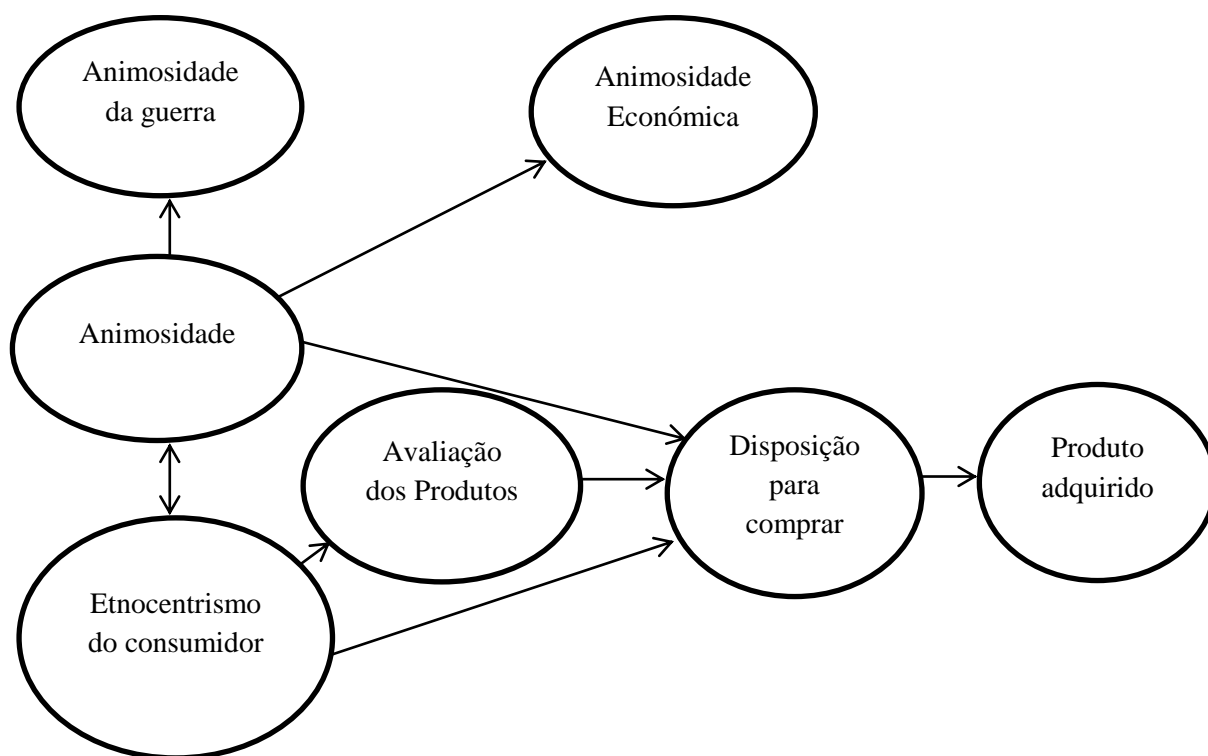 Animosidade
da guerra
Animosidade
Económica
Animosidade
Avaliação
dos Produtos
Disposição
para
comprar
Produto
adquirido
Etnocentrismo
do consumidor